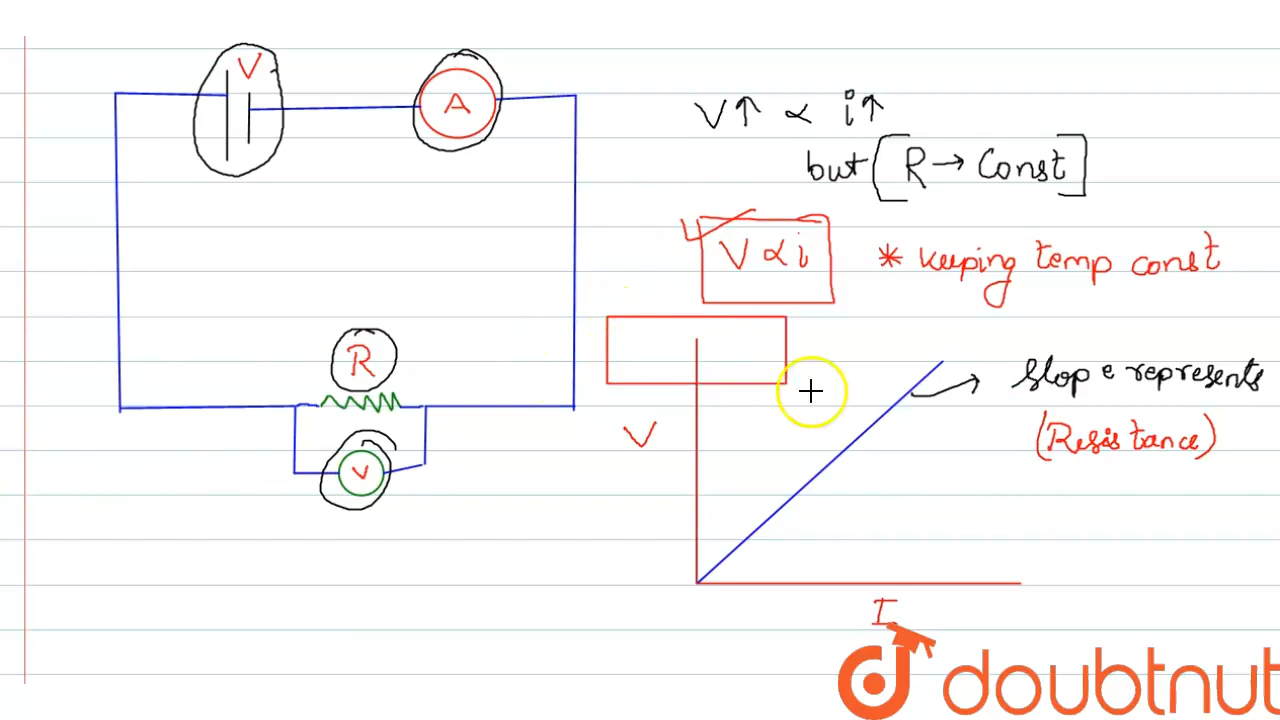 V
A
R
V
V↑ ∝ i↑
but [R → Const]
V ∝ i
* keeping temp const
V
Slope represents
(Resistance)
I
doubtnut